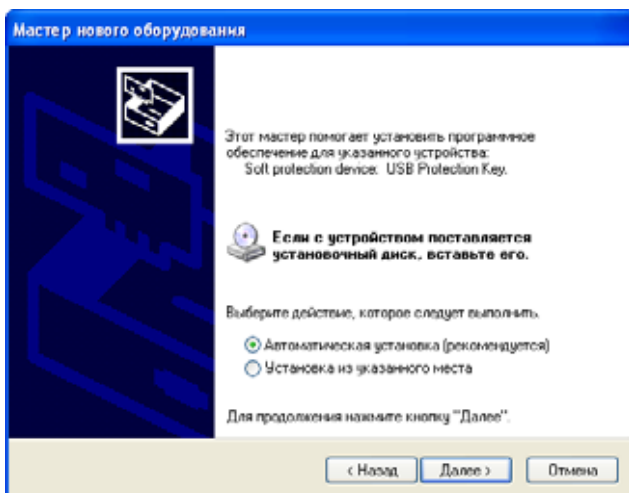 Мастер нового оборудования
Этот мастер помогает установить программное
обеспечение для указанного устройства:
Soft protection device: USB Protection Key.
Если с устройством поставляется
установочный диск, вставьте его.
Выберите действие, которое следует выполнить.
Автоматическая установка (рекомендуется)
Установка из указанного места
Для продолжения нажмите кнопку "Далее".
< Назад Далее > Отмена